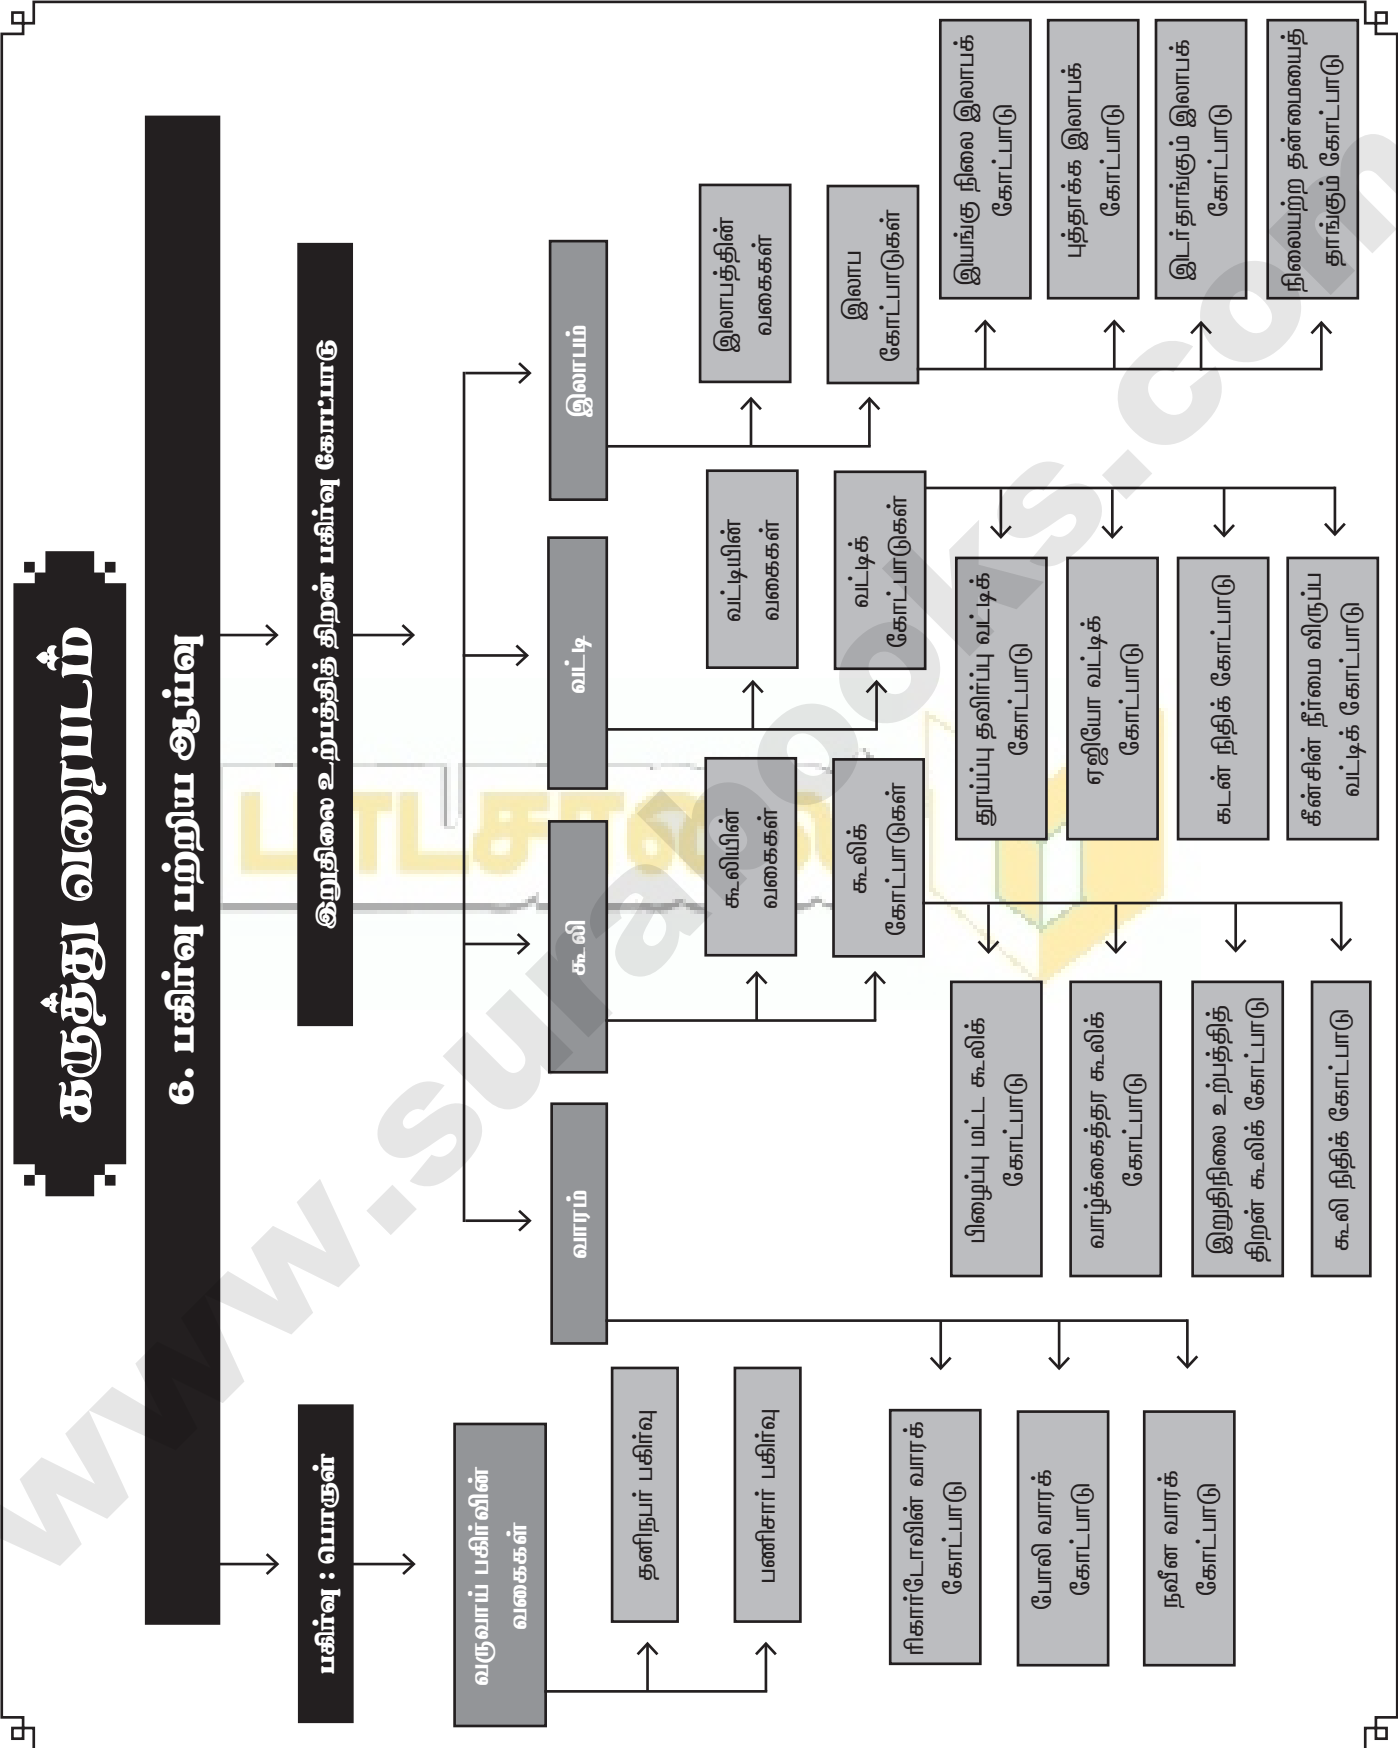 கருத்து வரைபடம்
6. பகிர்வு பற்றிய ஆய்வு
பகிர்வு : பொருள்
இறுதிநிலை உற்பத்தித் திறன் பகிர்வு கோட்பாடு
வருவாய் பகிர்வின்
வகைகள்
தனிநபர் பகிர்வு
பணிசார் பகிர்வு
வாரம்
கூலி
வட்டி
இலாபம்
ரிகார்டோவின் வாரக்
கோட்பாடு
போலி வாரக்
கோட்பாடு
நவீன வாரக்
கோட்பாடு
கூலியின்
வகைகள்
கூலிக்
கோட்பாடுகள்
பிழைப்பு மட்ட கூலிக்
கோட்பாடு
வாழ்க்கைத்தர கூலிக்
கோட்பாடு
இறுதிநிலை உற்பத்தித்
திறன் கூலிக் கோட்பாடு
கூலி நிதிக் கோட்பாடு
வட்டியின்
வகைகள்
வட்டிக்
கோட்பாடுகள்
தூய்ப்பு தவிர்ப்பு வட்டிக்
கோட்பாடு
ஏஜியோ வட்டிக்
கோட்பாடு
கடன் நிதிக் கோட்பாடு
கீன்சின் நீர்மை விருப்ப
வட்டிக் கோட்பாடு
இலாபத்தின்
வகைகள்
இலாப
கோட்பாடுகள்
இயங்கு நிலை இலாபக்
கோட்பாடு
புத்தாக்க இலாபக்
கோட்பாடு
இடர்தாங்கும் இலாபக்
கோட்பாடு
நிலையற்ற தன்மையைத்
தாங்கும் கோட்பாடு
பாடசாலை
www.surabooks.com